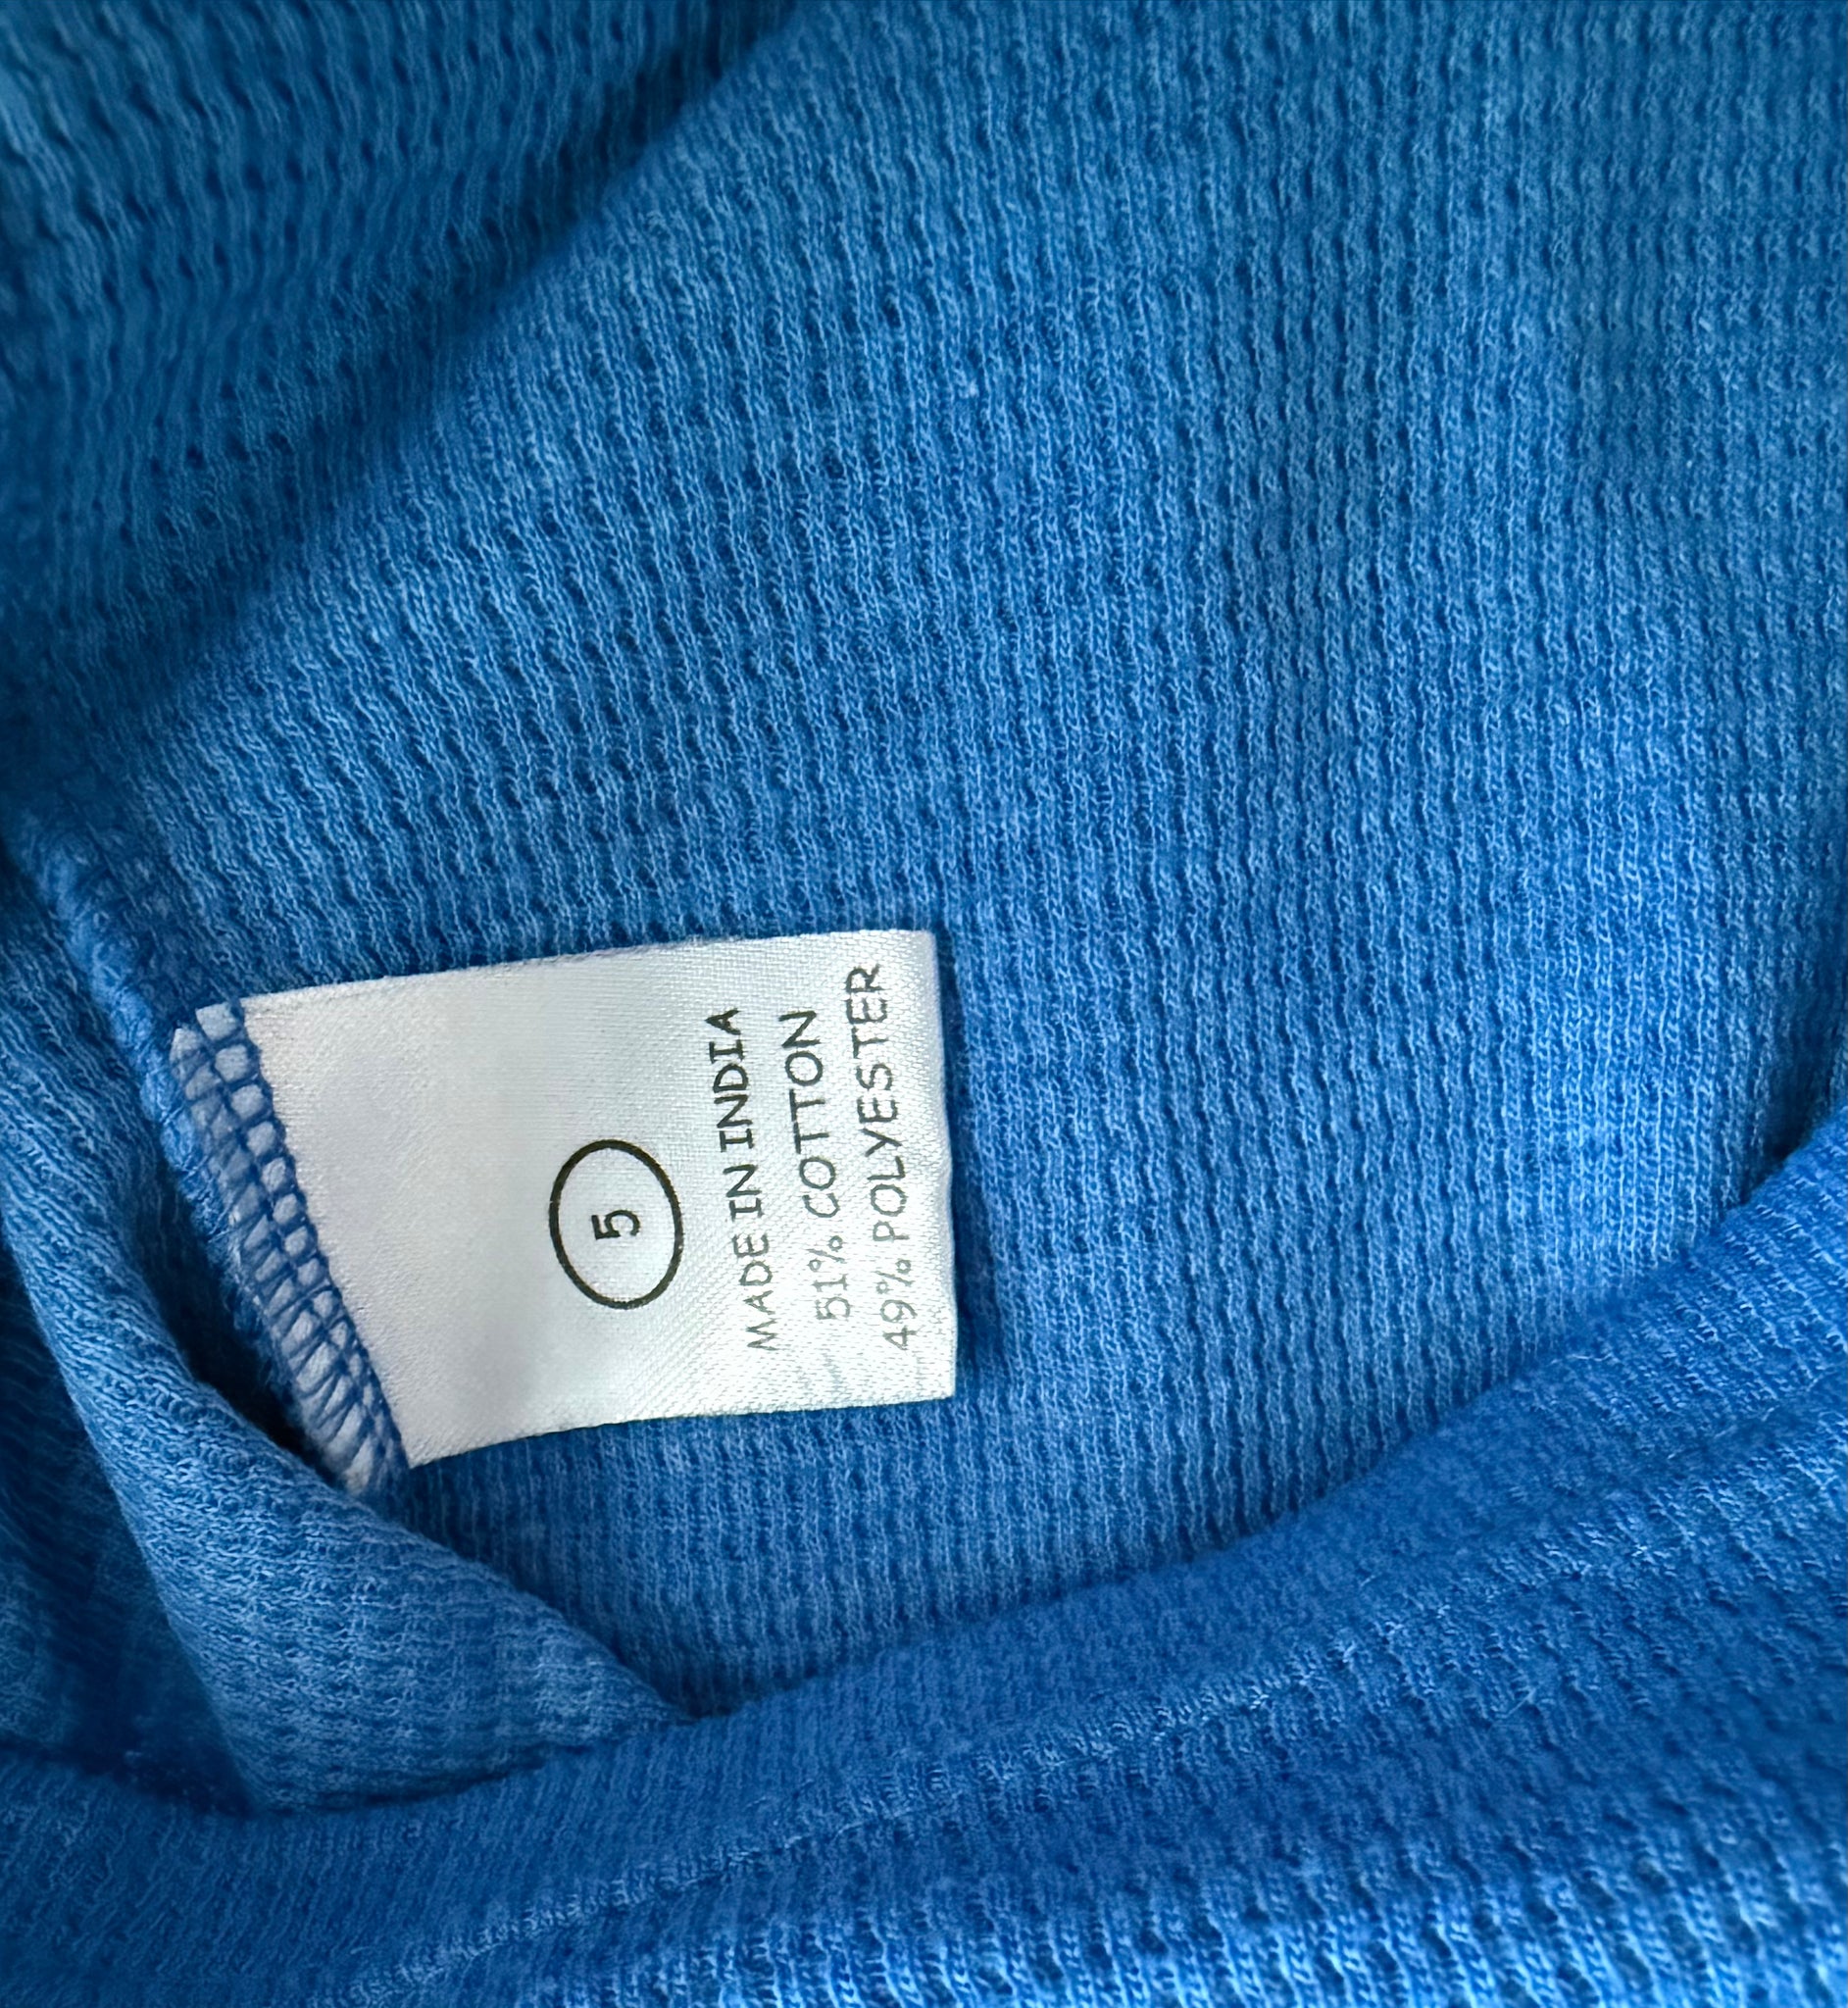 5
MADE IN INDIA
51% COTTON
49% POLYESTER